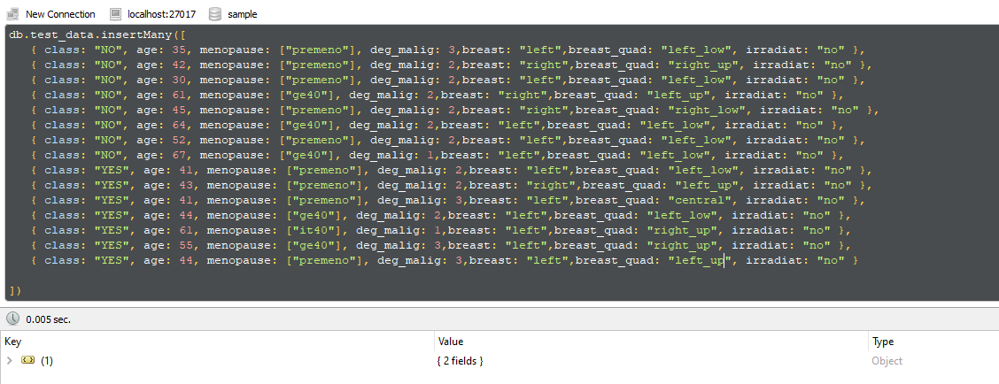 New Connection localhost:27017 sample
db.test_data.insertMany([
{ class: "NO", age: 35, menopause: ["premeno"], deg_malig: 3,breast: "left",breast_quad: "left_low", irradiat: "no" },
{ class: "NO", age: 42, menopause: ["premeno"], deg_malig: 2,breast: "right",breast_quad: "right_up", irradiat: "no" },
{ class: "NO", age: 30, menopause: ["premeno"], deg_malig: 2,breast: "left",breast_quad: "left_low", irradiat: "no" },
{ class: "NO", age: 61, menopause: ["ge40"], deg_malig: 2,breast: "right",breast_quad: "left_up", irradiat: "no" },
{ class: "NO", age: 45, menopause: ["premeno"], deg_malig: 2,breast: "right",breast_quad: "right_low", irradiat: "no" },
{ class: "NO", age: 64, menopause: ["ge40"], deg_malig: 2,breast: "left",breast_quad: "left_low", irradiat: "no" },
{ class: "NO", age: 52, menopause: ["premeno"], deg_malig: 2,breast: "left",breast_quad: "left_low", irradiat: "no" },
{ class: "NO", age: 67, menopause: ["ge40"], deg_malig: 1,breast: "left",breast_quad: "left_low", irradiat: "no" },
{ class: "YES", age: 41, menopause: ["premeno"], deg_malig: 2,breast: "left",breast_quad: "left_low", irradiat: "no" },
{ class: "YES", age: 43, menopause: ["premeno"], deg_malig: 2,breast: "right",breast_quad: "left_up", irradiat: "no" },
{ class: "YES", age: 41, menopause: ["premeno"], deg_malig: 3,breast: "left",breast_quad: "central", irradiat: "no" },
{ class: "YES", age: 44, menopause: ["ge40"], deg_malig: 2,breast: "left",breast_quad: "left_low", irradiat: "no" },
{ class: "YES", age: 61, menopause: ["it40"], deg_malig: 1,breast: "left",breast_quad: "right_up", irradiat: "no" },
{ class: "YES", age: 55, menopause: ["ge40"], deg_malig: 3,breast: "left",breast_quad: "right_up", irradiat: "no" },
{ class: "YES", age: 44, menopause: ["premeno"], deg_malig: 3,breast: "left",breast_quad: "left_up", irradiat: "no" }
])
0.005 sec.
Key Value Type
(1) { 2 fields } Object